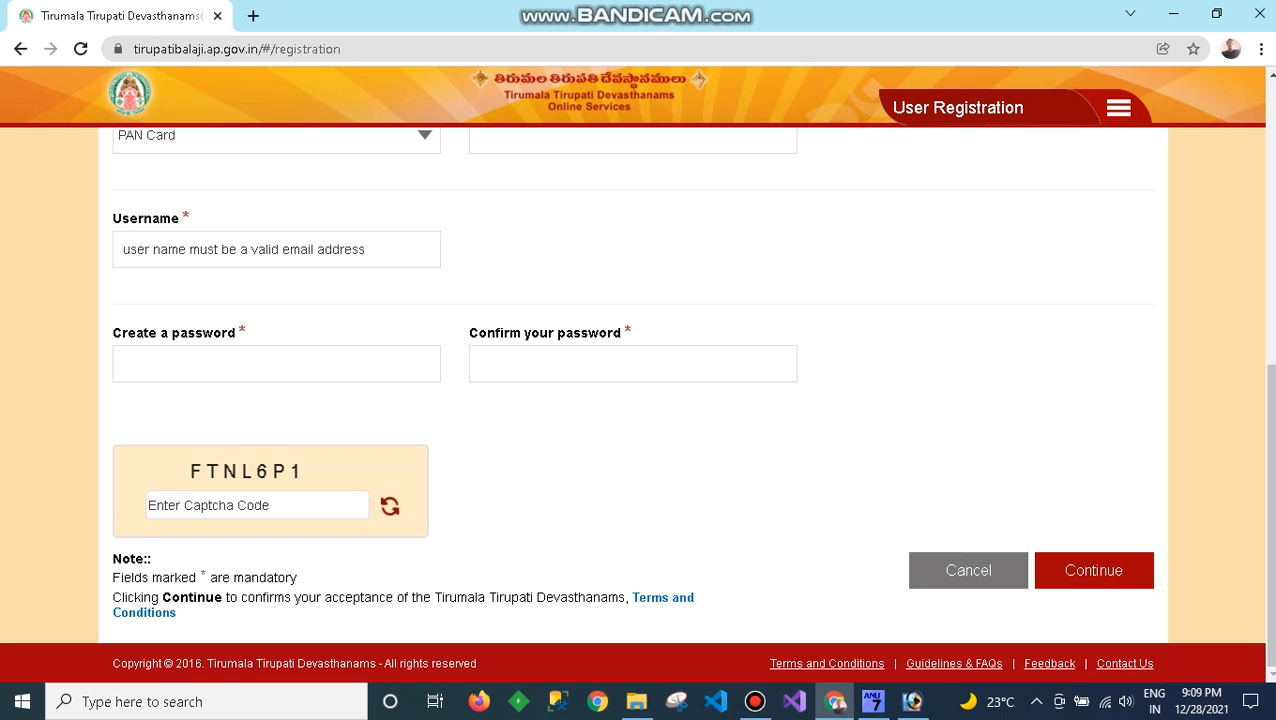 Tirumala Tirupati Devasthanams(
www.BANDICAM.com
tirupatibalaji.ap.gov.in/#/registration
తిరుమల తిరుపతి దేవస్థానములు
Tirumala Tirupati Devasthanams
Online Services
User Registration
PAN Card
Username *
user name must be a valid email address
Create a password * Confirm your password *
FTNL6P1
Enter Captcha Code
Note::
Fields marked * are mandatory
Clicking Continue to confirms your acceptance of the Tirumala Tirupati Devasthanams, Terms and
Conditions
Cancel Continue
Copyright © 2016. Tirumala Tirupati Devasthanams - All rights reserved
Terms and Conditions | Guidelines & FAQs | Feedback | Contact Us
Type here to search
ANU
7
23°C
ENG
IN
9:09 PM
12/28/2021